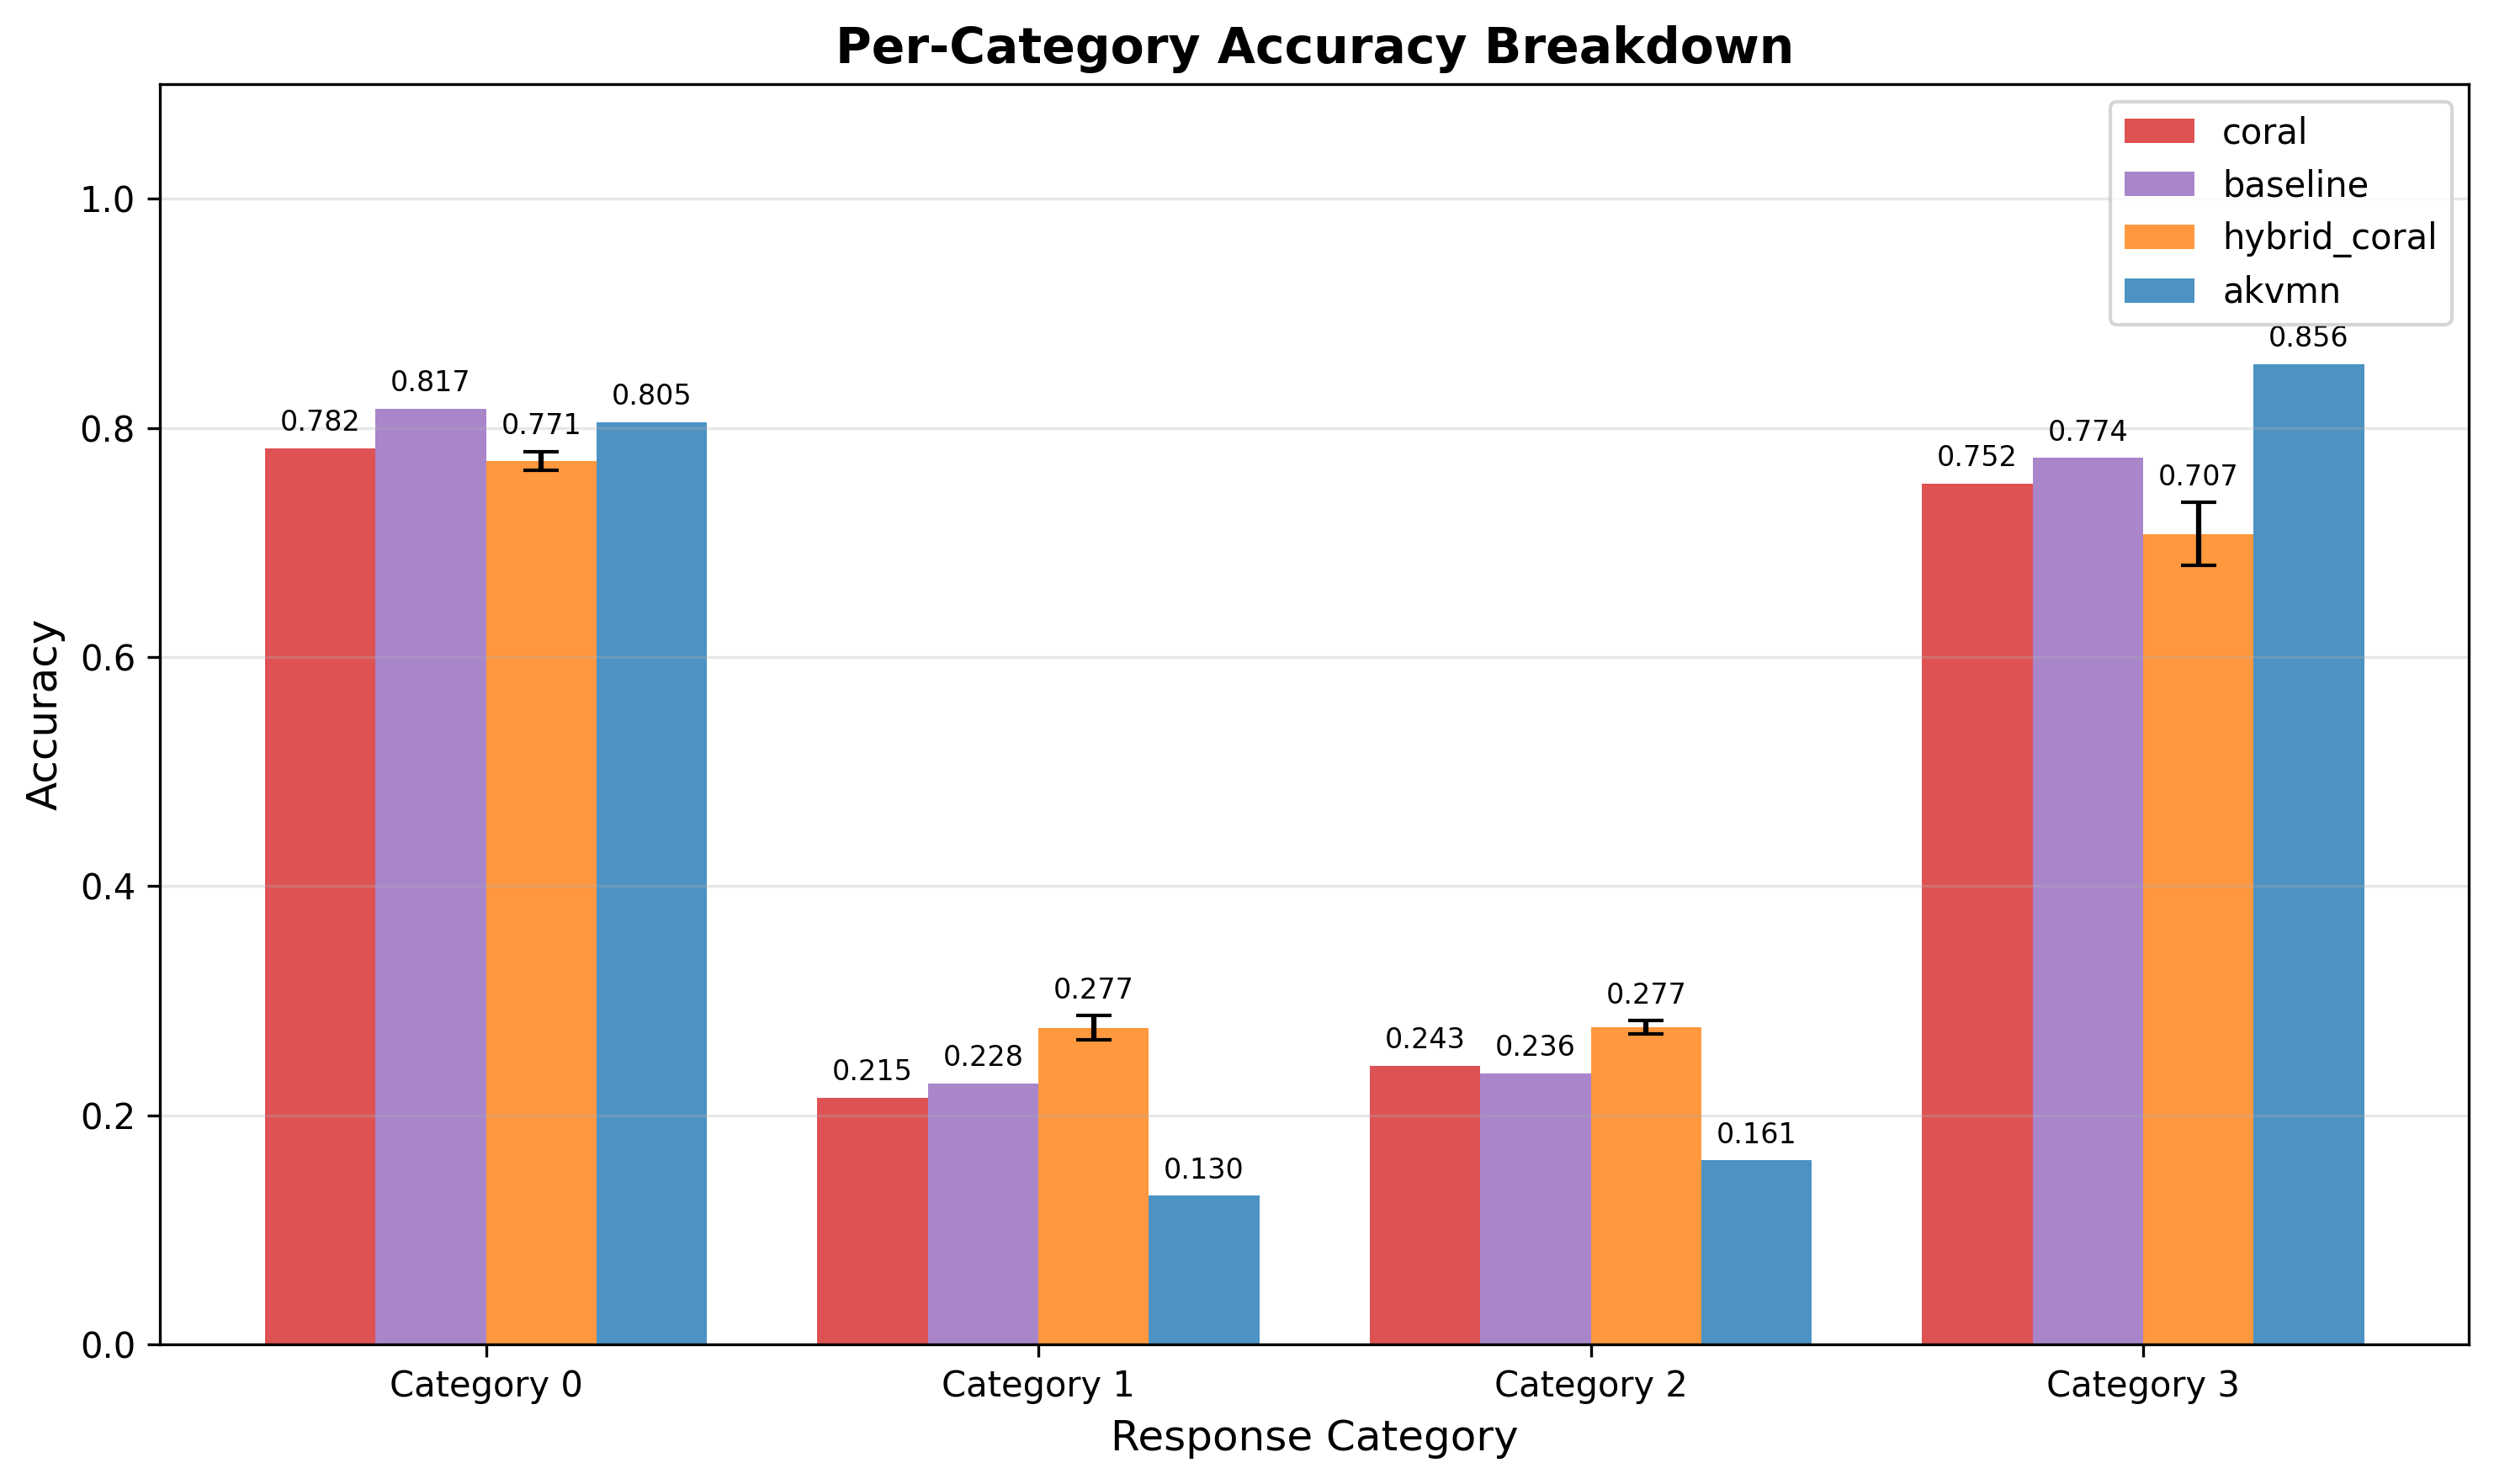 Per-Category Accuracy Breakdown
coral
baseline
hybrid_coral
akvmn
1.0
0.8
0.6
0.4
0.2
0.0
Accuracy
0.782
0.817
0.771
0.805
0.215
0.228
0.277
0.130
0.243
0.236
0.277
0.161
0.752
0.774
0.707
0.856
Category 0
Category 1
Category 2
Category 3
Response Category